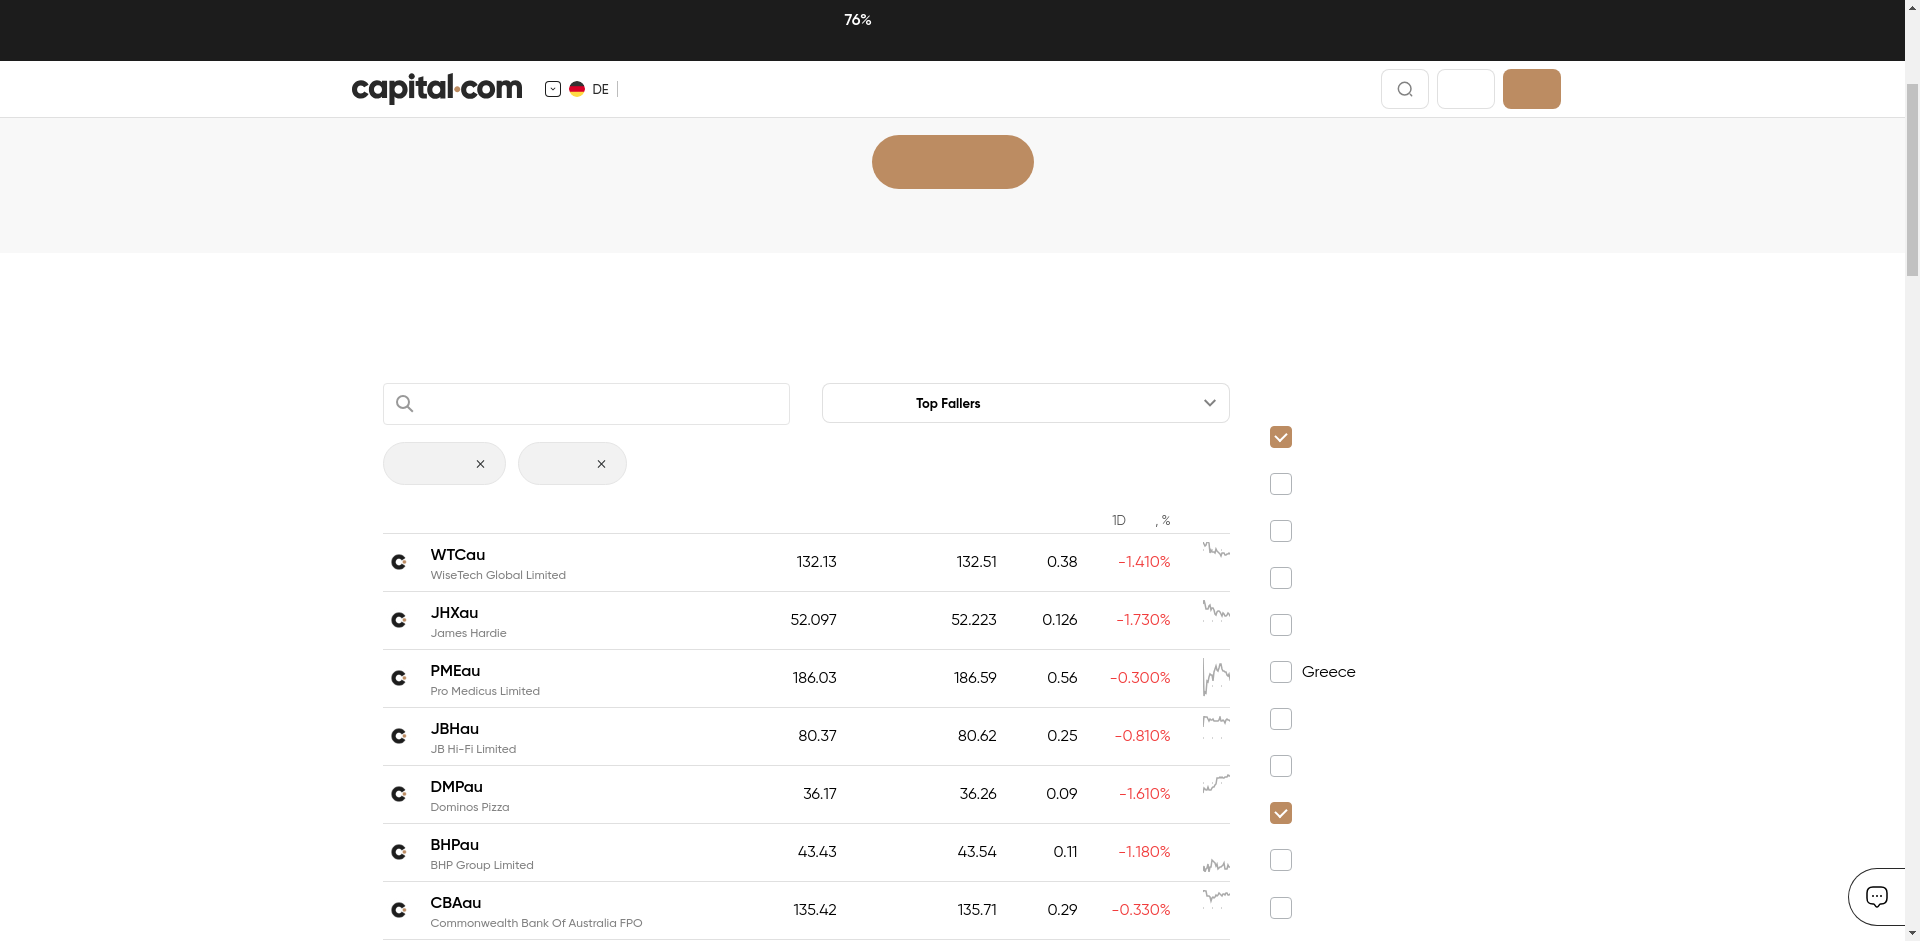 76%
capital.com
DE
Top Fallers
1D , %
WTCau
WiseTech Global Limited
132.13 132.51 0.38 -1.410%
JHXau
James Hardie
52.097 52.223 0.126 -1.730%
PMEau
Pro Medicus Limited
186.03 186.59 0.56 -0.300%
Greece
JBHau
JB Hi-Fi Limited
80.37 80.62 0.25 -0.810%
DMPau
Dominos Pizza
36.17 36.26 0.09 -1.610%
BHPau
BHP Group Limited
43.43 43.54 0.11 -1.180%
CBAau
Commonwealth Bank Of Australia FPO
135.42 135.71 0.29 -0.330%